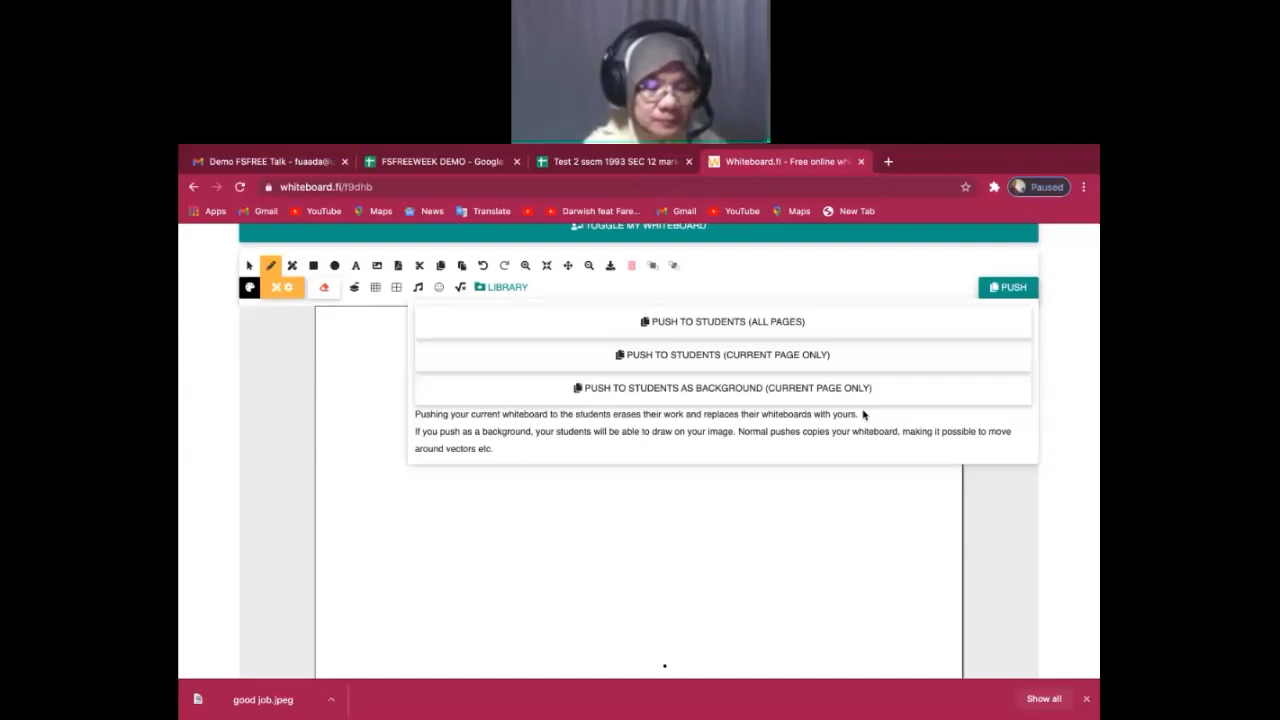 Demo FSFREE Talk - fuaada@
FSFREEWEEK DEMO - Google
Test 2 sscm 1993 SEC 12 mar
Whiteboard.fi - Free online wh
whiteboard.fi/f9dhb
Paused
Apps
Gmail
YouTube
Maps
News
Translate
Darwish feat Fare...
Gmail
YouTube
Maps
New Tab
TOGGLE MY WHITEBOARD
LIBRARY
PUSH
PUSH TO STUDENTS (ALL PAGES)
PUSH TO STUDENTS (CURRENT PAGE ONLY)
PUSH TO STUDENTS AS BACKGROUND (CURRENT PAGE ONLY)
Pushing your current whiteboard to the students erases their work and replaces their whiteboards with yours.
If you push as a background, your students will be able to draw on your image. Normal pushes copies your whiteboard, making it possible to move
around vectors etc.
good job.jpeg
Show all